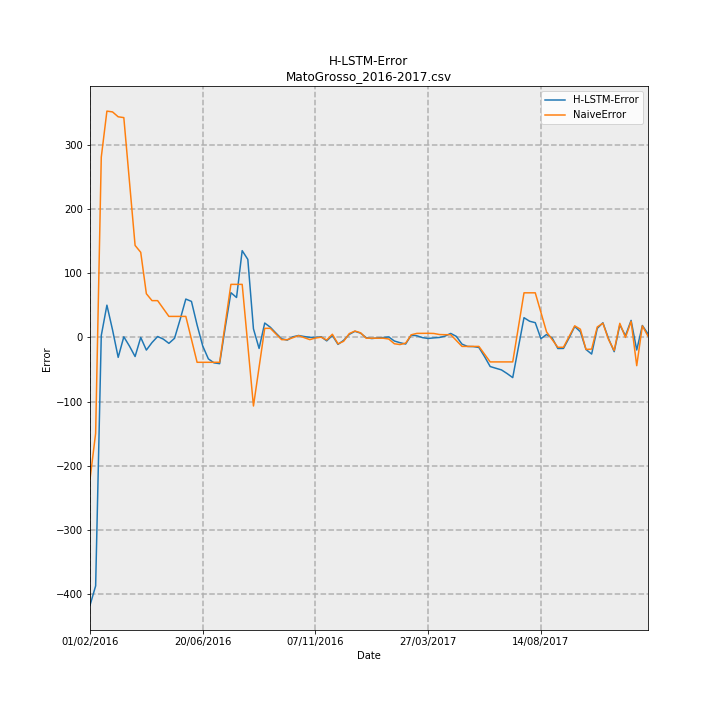 H-LSTM-Error
MatoGrosso_2016-2017.csv
H-LSTM-Error
NaiveError
300
200
100
0
−100
−200
−300
−400
Error
01/02/2016
20/06/2016
07/11/2016
27/03/2017
14/08/2017
Date